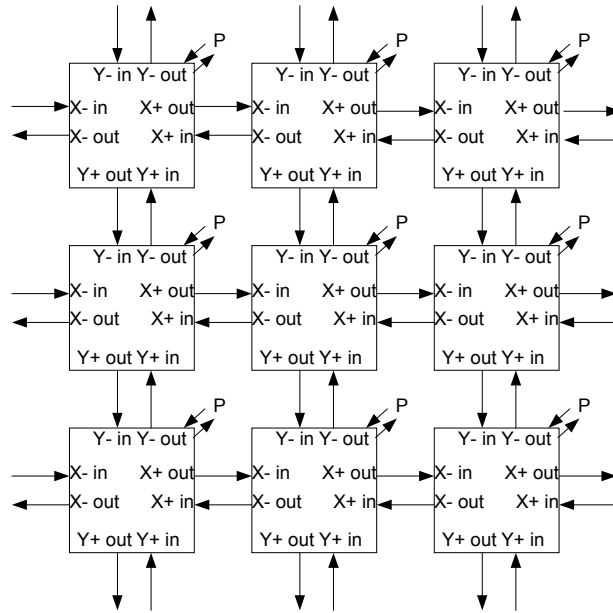 P P P
Y- in Y- out Y- in Y- out Y- in Y- out
X- in X+ out X- in X+ out X- in X+ out
X- out X+ in X- out X+ in X- out X+ in
Y+ out Y+ in Y+ out Y+ in Y+ out Y+ in
P P P
Y- in Y- out Y- in Y- out Y- in Y- out
X- in X+ out X- in X+ out X- in X+ out
X- out X+ in X- out X+ in X- out X+ in
Y+ out Y+ in Y+ out Y+ in Y+ out Y+ in
P P P
Y- in Y- out Y- in Y- out Y- in Y- out
X- in X+ out X- in X+ out X- in X+ out
X- out X+ in X- out X+ in X- out X+ in
Y+ out Y+ in Y+ out Y+ in Y+ out Y+ in